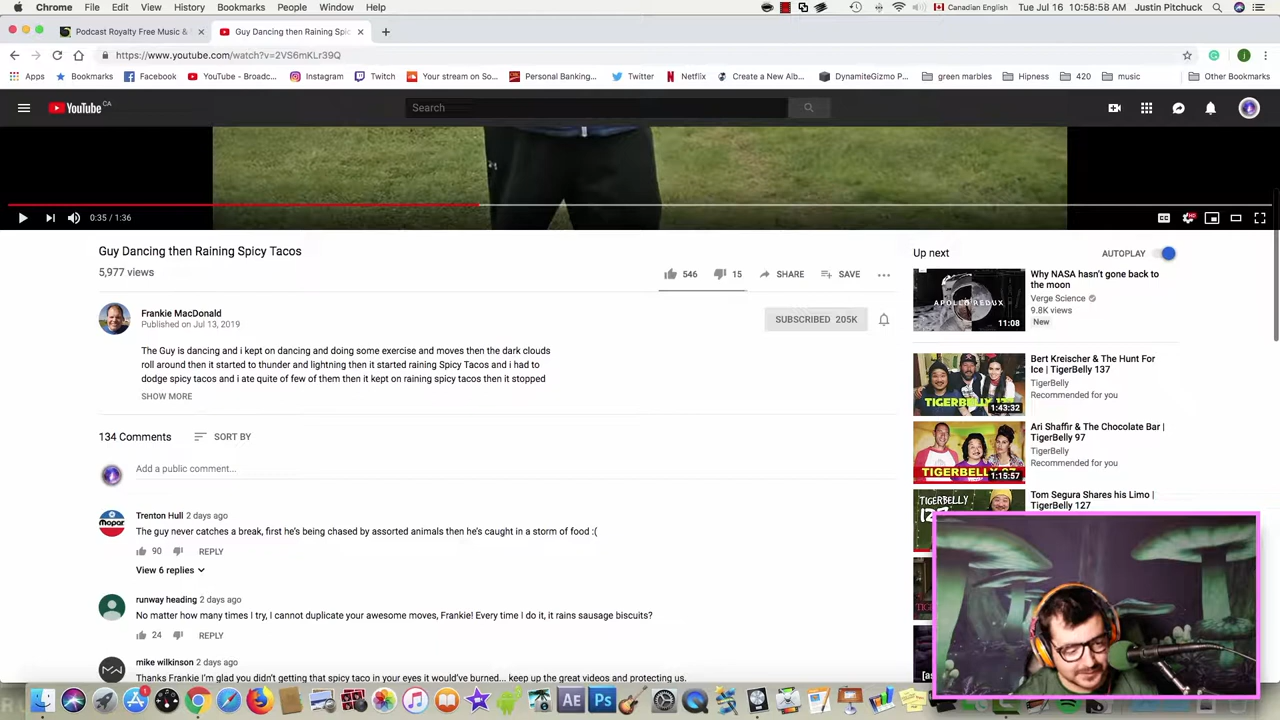 Chrome File Edit View History Bookmarks People Window Help Canadian English Tue Jul 16 10:58:58 AM Justin Pitchuck
Podcast Royalty Free Music & Guy Dancing then Raining Spic
https://www.youtube.com/watch?v=2VS6mKLr39Q
Apps Bookmarks Facebook YouTube - Broadc... Instagram Twitch Your stream on So... Personal Banking... Twitter Netflix Create a New Alb... DynamiteGizmo P... green marbles Hipness 420 music Other Bookmarks
YouTube CA Search
0:35 / 1:36
Guy Dancing then Raining Spicy Tacos
5,977 views
546 15 SHARE SAVE
Frankie MacDonald
Published on Jul 13, 2019
SUBSCRIBED 205K
The Guy is dancing and i kept on dancing and doing some exercise and moves then the dark clouds
roll around then it started to thunder and lightning then it started raining Spicy Tacos and i had to
dodge spicy tacos and i ate quite of few of them then it kept on raining spicy tacos then it stopped
SHOW MORE
134 Comments SORT BY
Add a public comment...
mopar
Trenton Hull 2 days ago
The guy never catches a break, first he's being chased by assorted animals then he's caught in a storm of food :(
90 REPLY
View 6 replies
runway heading 2 days ago
No matter how many times I try, I cannot duplicate your awesome moves, Frankie! Every time I do it, it rains sausage biscuits?
24 REPLY
mike wilkinson 2 days ago
Thanks Frankie I'm glad you didn't getting that spicy taco in your eyes it would've burned... keep up the great videos and protecting us.
Up next AUTOPLAY
APOLLO REDUX
11:08
Why NASA hasn't gone back to
the moon
Verge Science
9.8K views
New
TIGERBELLY 137
1:43:32
Bert Kreischer & The Hunt For
Ice | TigerBelly 137
TigerBelly
Recommended for you
TIGERBELLY 97
1:15:57
Ari Shaffir & The Chocolate Bar |
TigerBelly 97
TigerBelly
Recommended for you
TIGERBELLY
127
Tom Segura Shares his Limo |
TigerBelly 127
Ae Ps